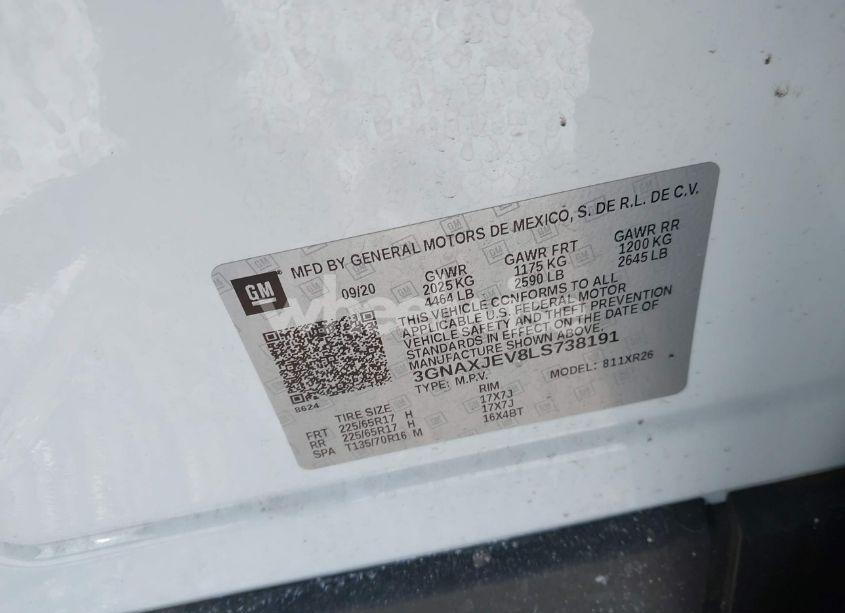 GM
MFD BY GENERAL MOTORS DE MEXICO, S. DE R.L. DE C.V.
09/20 GVWR GAWR FRT GAWR RR
2025 KG 1175 KG 1200 KG
4464 LB 2590 LB 2645 LB
THIS VEHICLE CONFORMS TO ALL
APPLICABLE U.S. FEDERAL MOTOR
VEHICLE SAFETY AND THEFT PREVENTION
STANDARDS IN EFFECT ON THE DATE OF
MANUFACTURE SHOWN ABOVE.
3GNAXJEV8LS738191
TYPE: M.P.V. MODEL: 811XR26
8624
TIRE SIZE RIM
FRT 225/65R17 H 17X7J
RR 225/65R17 H 17X7J
SPA T135/70R16 M 16X4BT